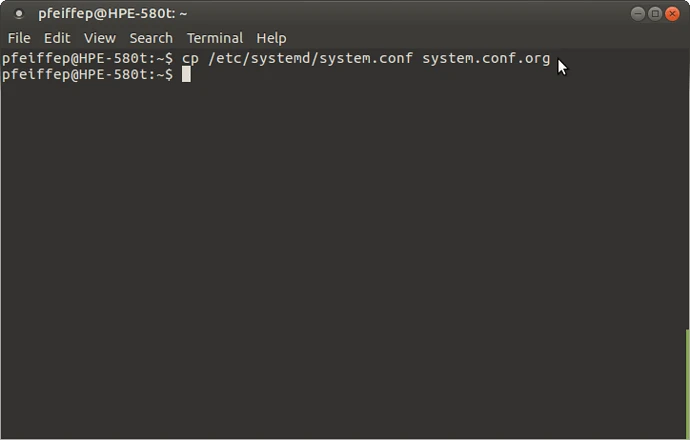 pfeiffep@HPE-580t: ~
File Edit View Search Terminal Help
pfeiffep@HPE-580t:~$ cp /etc/systemd/system.conf system.conf.org
pfeiffep@HPE-580t:~$